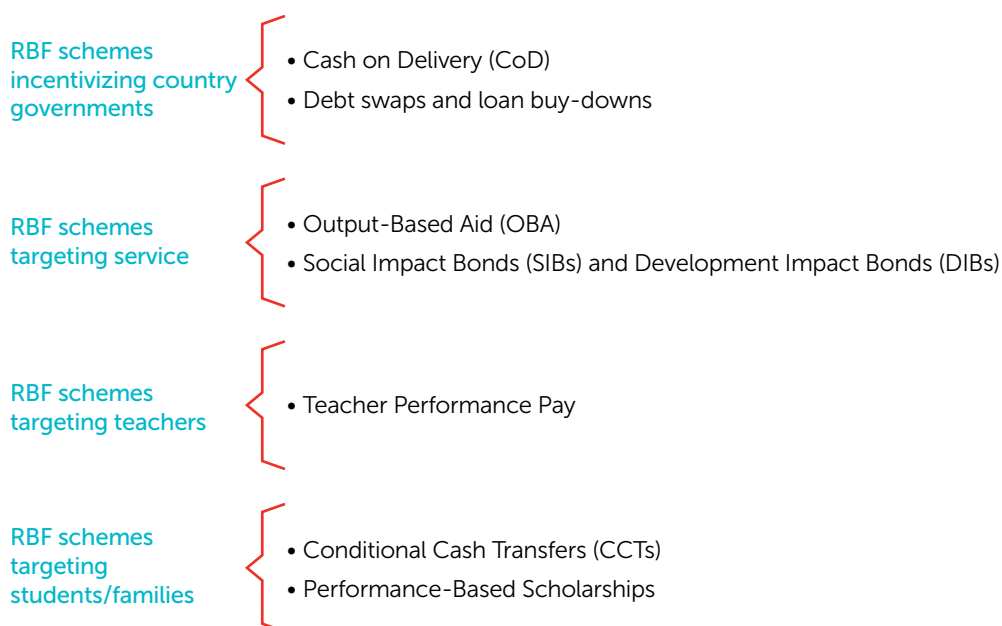 RBF schemes
incentivizing country
governments
• Cash on Delivery (CoD)
• Debt swaps and loan buy-downs
RBF schemes
targeting service
• Output-Based Aid (OBA)
• Social Impact Bonds (SIBs) and Development Impact Bonds (DIBs)
RBF schemes
targeting teachers
• Teacher Performance Pay
RBF schemes
targeting
students/families
• Conditional Cash Transfers (CCTs)
• Performance-Based Scholarships